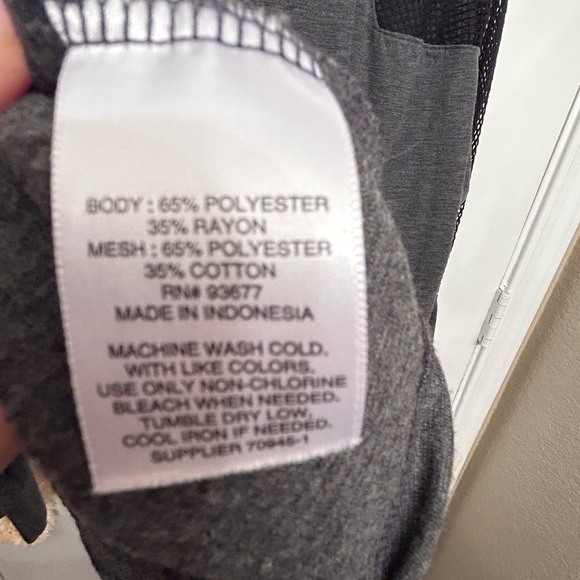 BODY : 65% POLYESTER
35% RAYON
MESH : 65% POLYESTER
35% COTTON
RN# 93677
MADE IN INDONESIA
MACHINE WASH COLD.
WITH LIKE COLORS.
USE ONLY NON-CHLORINE
BLEACH WHEN NEEDED.
TUMBLE DRY LOW.
COOL IRON IF NEEDED.
SUPPLIER 70945-1